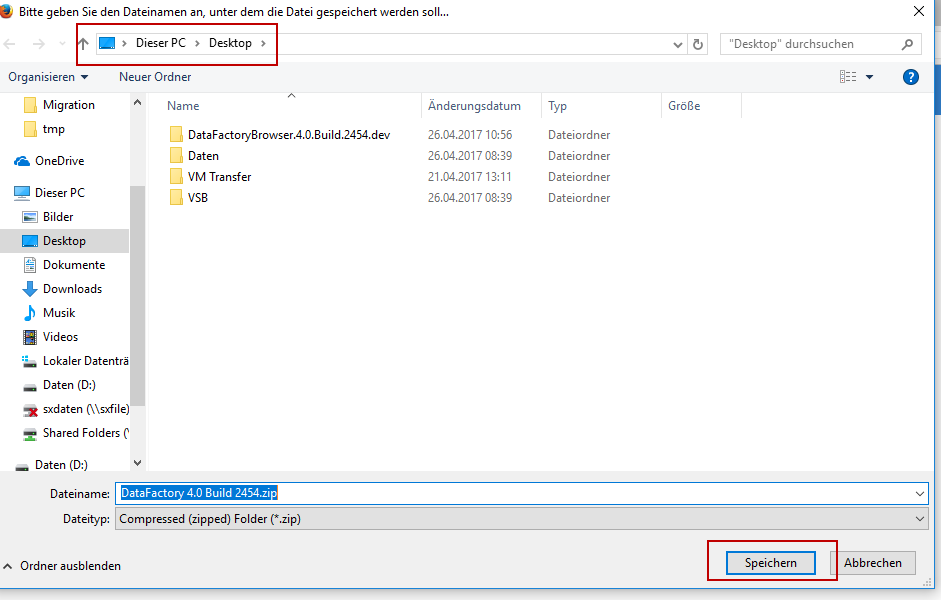 Bitte geben Sie den Dateinamen an, unter dem die Datei gespeichert werden soll...
Dieser PC > Desktop >
"Desktop" durchsuchen
Organisieren
Neuer Ordner
?
Migration
tmp
OneDrive
Dieser PC
Bilder
Desktop
Dokumente
Downloads
Musik
Videos
Lokaler Datenträ
Daten (D:)
sxdaten (\\sxfile)
Shared Folders (\
Daten (D:)
Name Änderungsdatum Typ Größe
DataFactoryBrowser.4.0.Build.2454.dev 26.04.2017 10:56 Dateiordner
Daten 26.04.2017 08:39 Dateiordner
VM Transfer 21.04.2017 13:11 Dateiordner
VSB 26.04.2017 08:39 Dateiordner
Dateiname: DataFactory 4.0 Build 2454.zip
Dateityp: Compressed (zipped) Folder (*.zip)
Ordner ausblenden
Speichern
Abbrechen